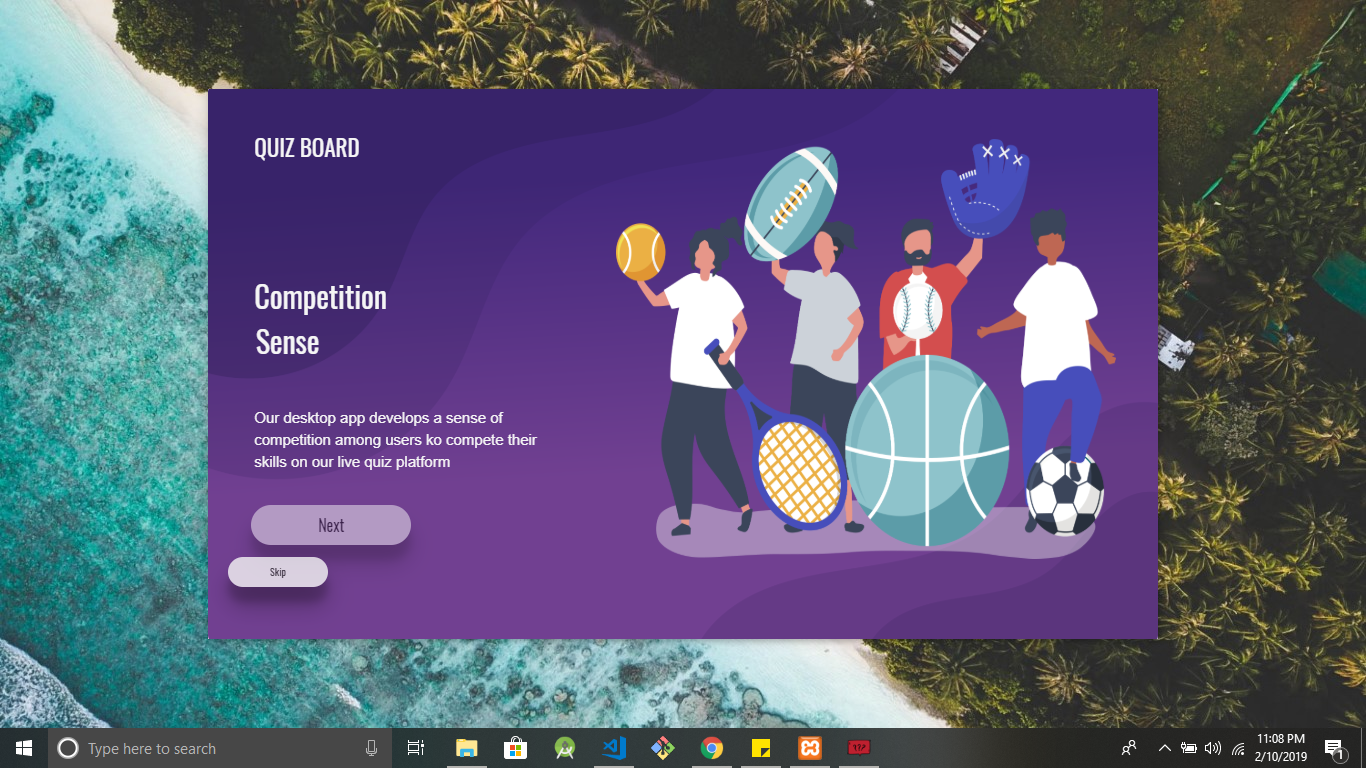 QUIZ BOARD
Competition
Sense
Our desktop app develops a sense of
competition among users ko compete their
skills on our live quiz platform
Next
Skip
Type here to search
11:08 PM
2/10/2019
1